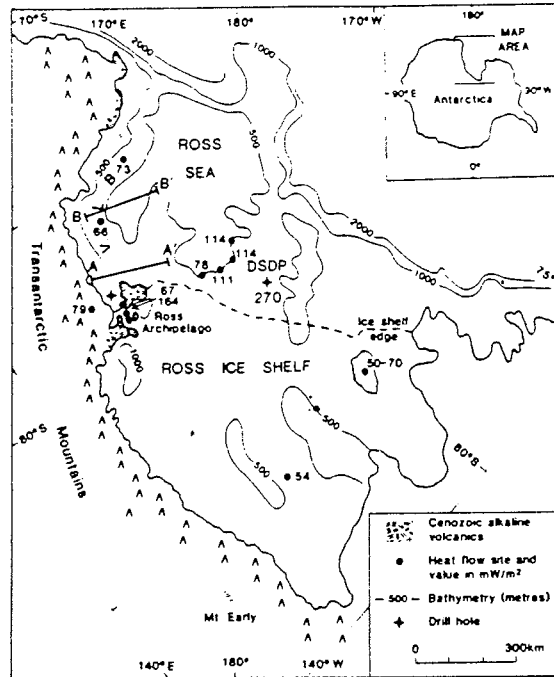 70°S
170°E
180°
170°W
180°
MAP
AREA
90°E
Antarctica
90°W
0°
2000
1000
500
ROSS
SEA
500
73
B'
B
66
2000
1000
75°S
A
A'
114
114
78
111
DSDP
270
67
164
79
Ross
Archipelago
Ice shelf
edge
Transantarctic
Mountains
1000
ROSS ICE SHELF
50-70
500
80°S
80°S
500
54
Mt Early
140°E
180°
140°W
Cenozoic alkaline
volcanics
Heat flow site and
value in mW/m²
500
Bathymetry (metres)
Drill hole
0
300km